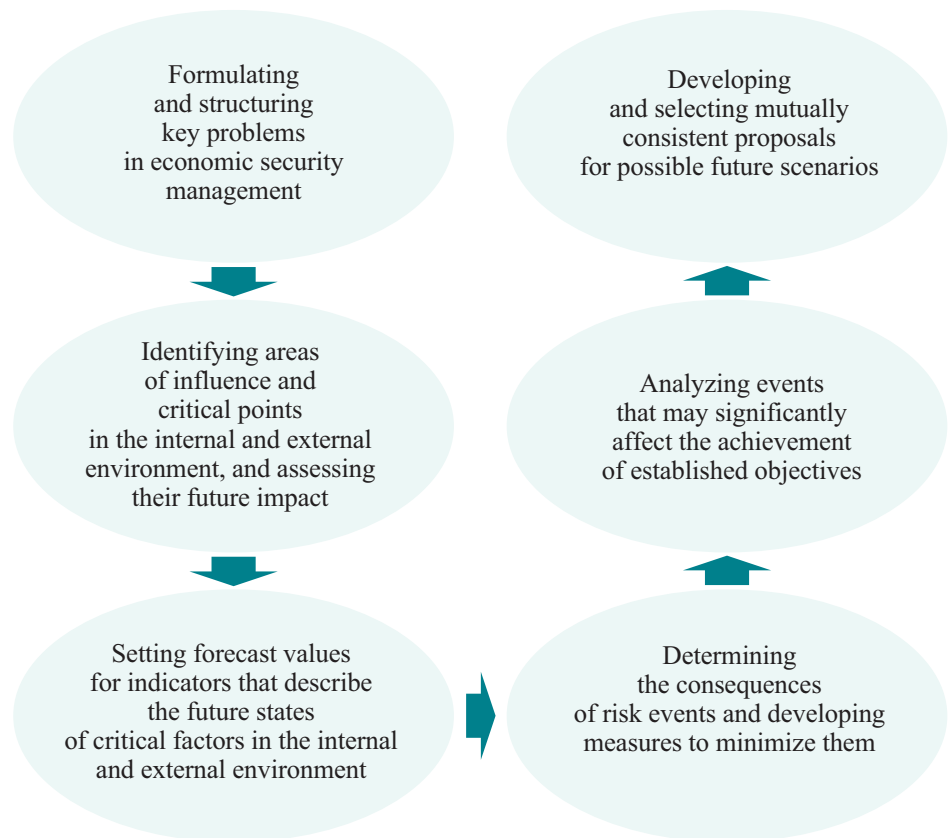 Formulating
and structuring
key problems
in economic security
management
Identifying areas
of influence and
critical points
in the internal and external
environment, and assessing
their future impact
Setting forecast values
for indicators that describe
the future states
of critical factors in the internal
and external environment
Determining
the consequences
of risk events and developing
measures to minimize them
Analyzing events
that may significantly
affect the achievement
of established objectives
Developing
and selecting mutually
consistent proposals
for possible future scenarios